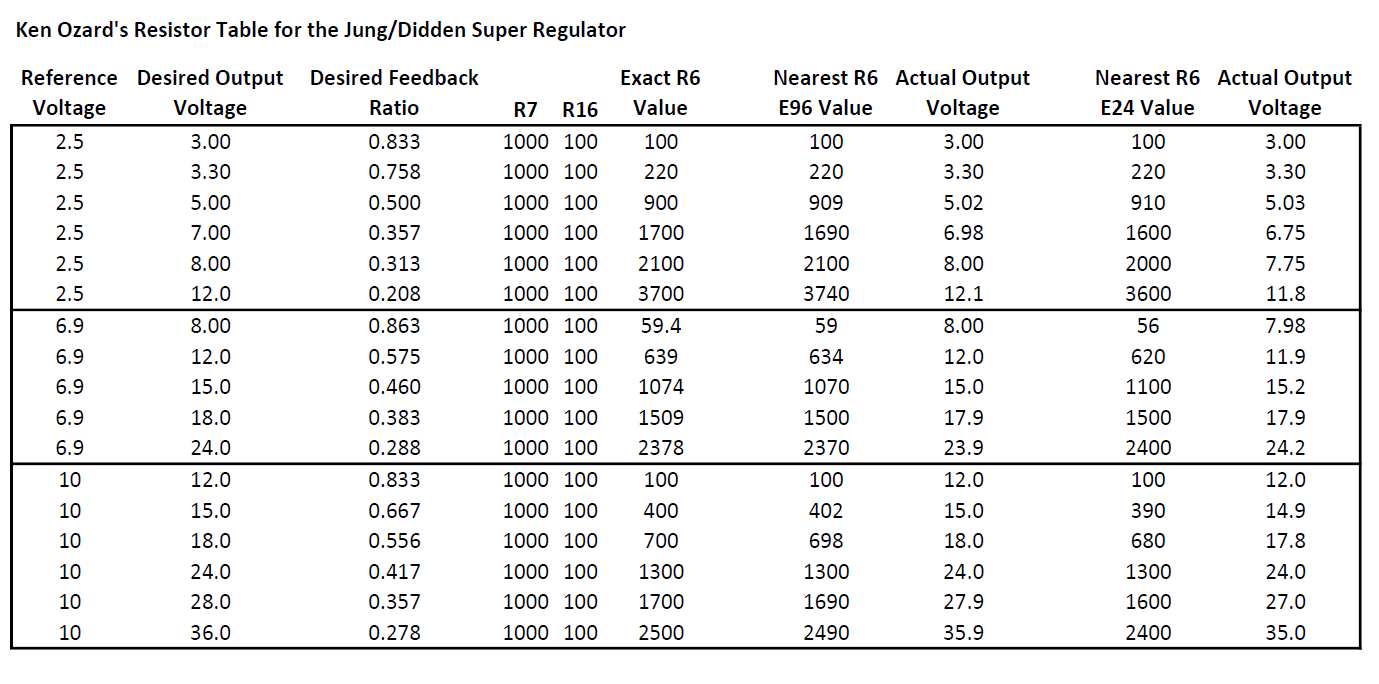 Ken Ozard's Resistor Table for the Jung/Didden Super Regulator
Reference Desired Output Desired Feedback Exact R6 Nearest R6 Actual Output Nearest R6 Actual Output
Voltage Voltage Ratio R7 R16 Value E96 Value Voltage E24 Value Voltage
2.5 3.00 0.833 1000 100 100 100 3.00 100 3.00
2.5 3.30 0.758 1000 100 220 220 3.30 220 3.30
2.5 5.00 0.500 1000 100 900 909 5.02 910 5.03
2.5 7.00 0.357 1000 100 1700 1690 6.98 1600 6.75
2.5 8.00 0.313 1000 100 2100 2100 8.00 2000 7.75
2.5 12.0 0.208 1000 100 3700 3740 12.1 3600 11.8
6.9 8.00 0.863 1000 100 59.4 59 8.00 56 7.98
6.9 12.0 0.575 1000 100 639 634 12.0 620 11.9
6.9 15.0 0.460 1000 100 1074 1070 15.0 1100 15.2
6.9 18.0 0.383 1000 100 1509 1500 17.9 1500 17.9
6.9 24.0 0.288 1000 100 2378 2370 23.9 2400 24.2
10 12.0 0.833 1000 100 100 100 12.0 100 12.0
10 15.0 0.667 1000 100 400 402 15.0 390 14.9
10 18.0 0.556 1000 100 700 698 18.0 680 17.8
10 24.0 0.417 1000 100 1300 1300 24.0 1300 24.0
10 28.0 0.357 1000 100 1700 1690 27.9 1600 27.0
10 36.0 0.278 1000 100 2500 2490 35.9 2400 35.0